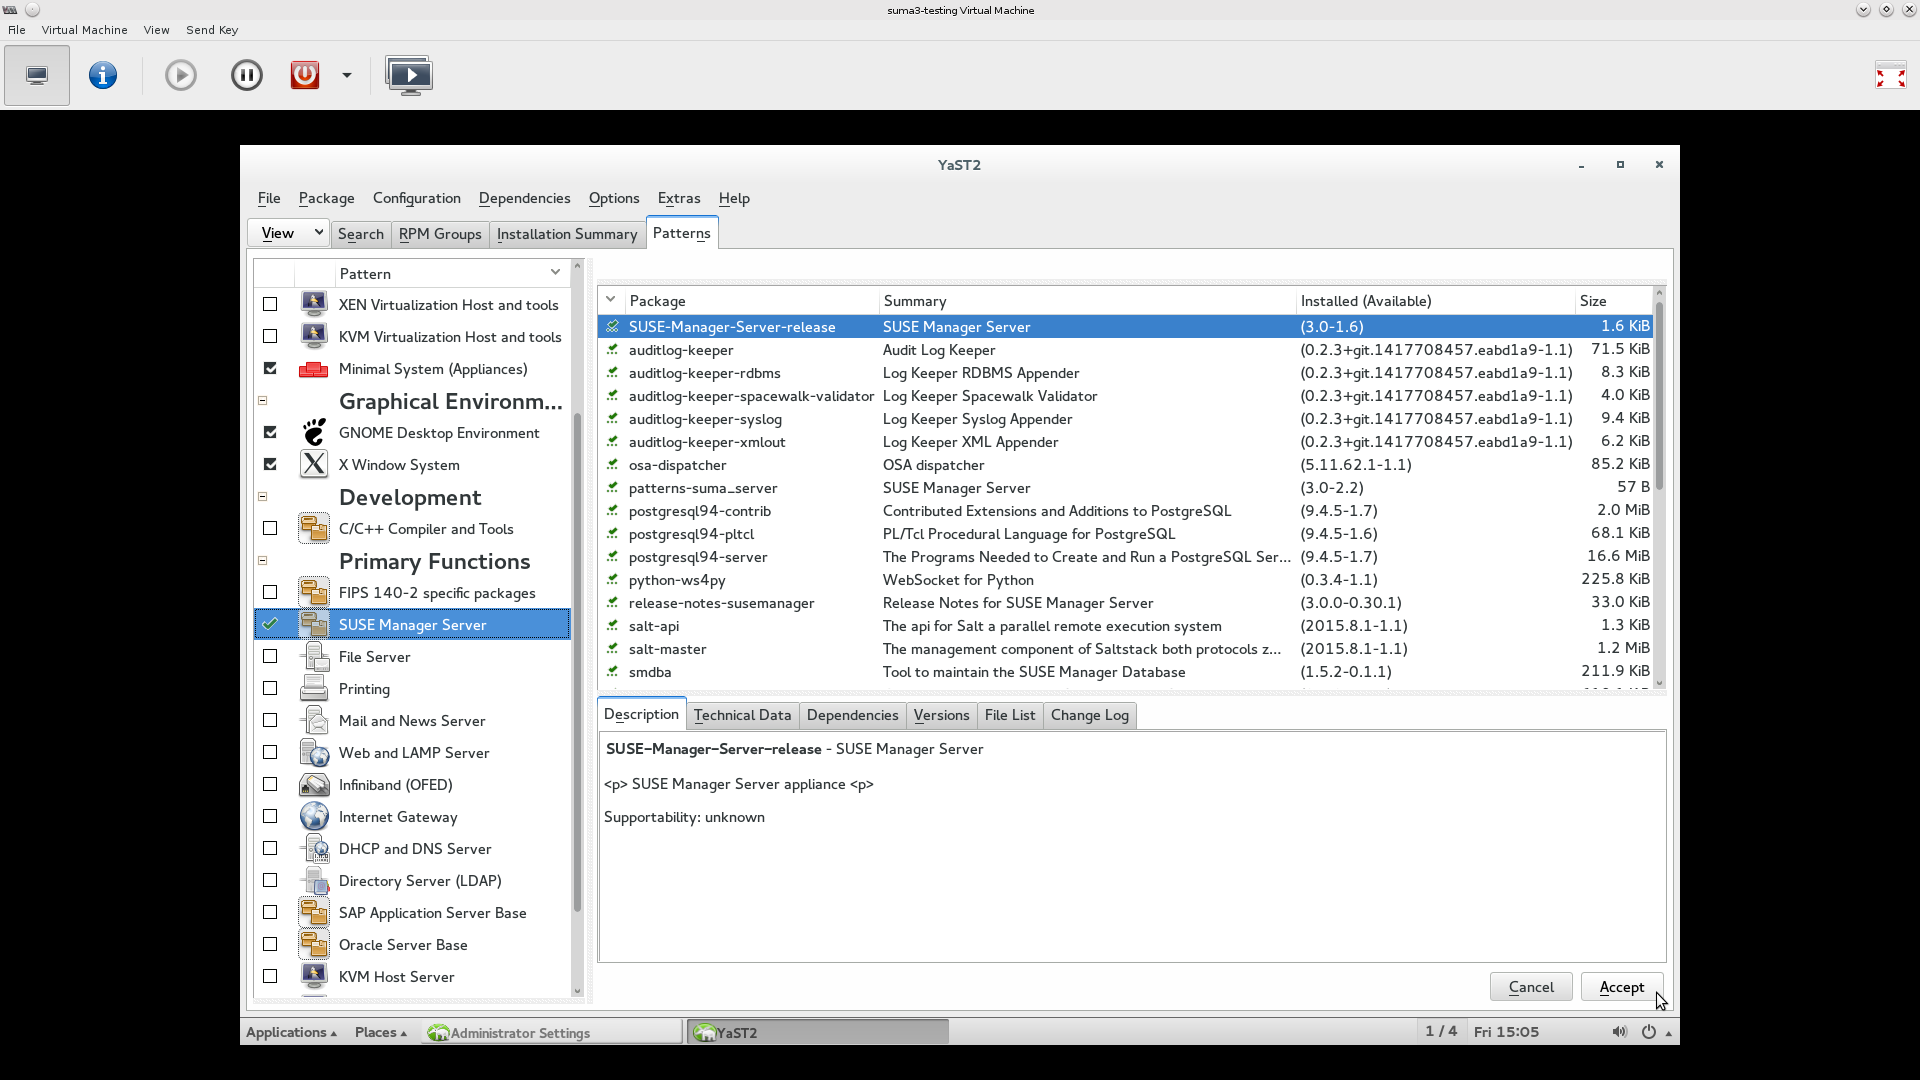 suma3-testing Virtual Machine
File Virtual Machine View Send Key
YaST2
File Package Configuration Dependencies Options Extras Help
View Search RPM Groups Installation Summary Patterns
Pattern
XEN Virtualization Host and tools
KVM Virtualization Host and tools
Minimal System (Appliances)
Graphical Environm...
GNOME Desktop Environment
X Window System
Development
C/C++ Compiler and Tools
Primary Functions
FIPS 140-2 specific packages
SUSE Manager Server
File Server
Printing
Mail and News Server
Web and LAMP Server
Infiniband (OFED)
Internet Gateway
DHCP and DNS Server
Directory Server (LDAP)
SAP Application Server Base
Oracle Server Base
KVM Host Server
Package Summary Installed (Available) Size
SUSE-Manager-Server-release SUSE Manager Server (3.0-1.6) 1.6 KiB
auditlog-keeper Audit Log Keeper (0.2.3+git.1417708457.eabd1a9-1.1) 71.5 KiB
auditlog-keeper-rdbms Log Keeper RDBMS Appender (0.2.3+git.1417708457.eabd1a9-1.1) 8.3 KiB
auditlog-keeper-spacewalk-validator Log Keeper Spacewalk Validator (0.2.3+git.1417708457.eabd1a9-1.1) 4.0 KiB
auditlog-keeper-syslog Log Keeper Syslog Appender (0.2.3+git.1417708457.eabd1a9-1.1) 9.4 KiB
auditlog-keeper-xmlout Log Keeper XML Appender (0.2.3+git.1417708457.eabd1a9-1.1) 6.2 KiB
osa-dispatcher OSA dispatcher (5.11.62.1-1.1) 85.2 KiB
patterns-suma_server SUSE Manager Server (3.0-2.2) 57 B
postgresql94-contrib Contributed Extensions and Additions to PostgreSQL (9.4.5-1.7) 2.0 MiB
postgresql94-pltcl PL/Tcl Procedural Language for PostgreSQL (9.4.5-1.6) 68.1 KiB
postgresql94-server The Programs Needed to Create and Run a PostgreSQL Ser... (9.4.5-1.7) 16.6 MiB
python-ws4py WebSocket for Python (0.3.4-1.1) 225.8 KiB
release-notes-susemanager Release Notes for SUSE Manager Server (3.0.0-0.30.1) 33.0 KiB
salt-api The api for Salt a parallel remote execution system (2015.8.1-1.1) 1.3 KiB
salt-master The management component of Saltstack both protocols z... (2015.8.1-1.1) 1.2 MiB
smdba Tool to maintain the SUSE Manager Database (1.5.2-0.1.1) 211.9 KiB
Description Technical Data Dependencies Versions File List Change Log
SUSE-Manager-Server-release - SUSE Manager Server
<p> SUSE Manager Server appliance <p>
Supportability: unknown
Cancel Accept
Applications Places Administrator Settings YaST2 1 / 4 Fri 15:05